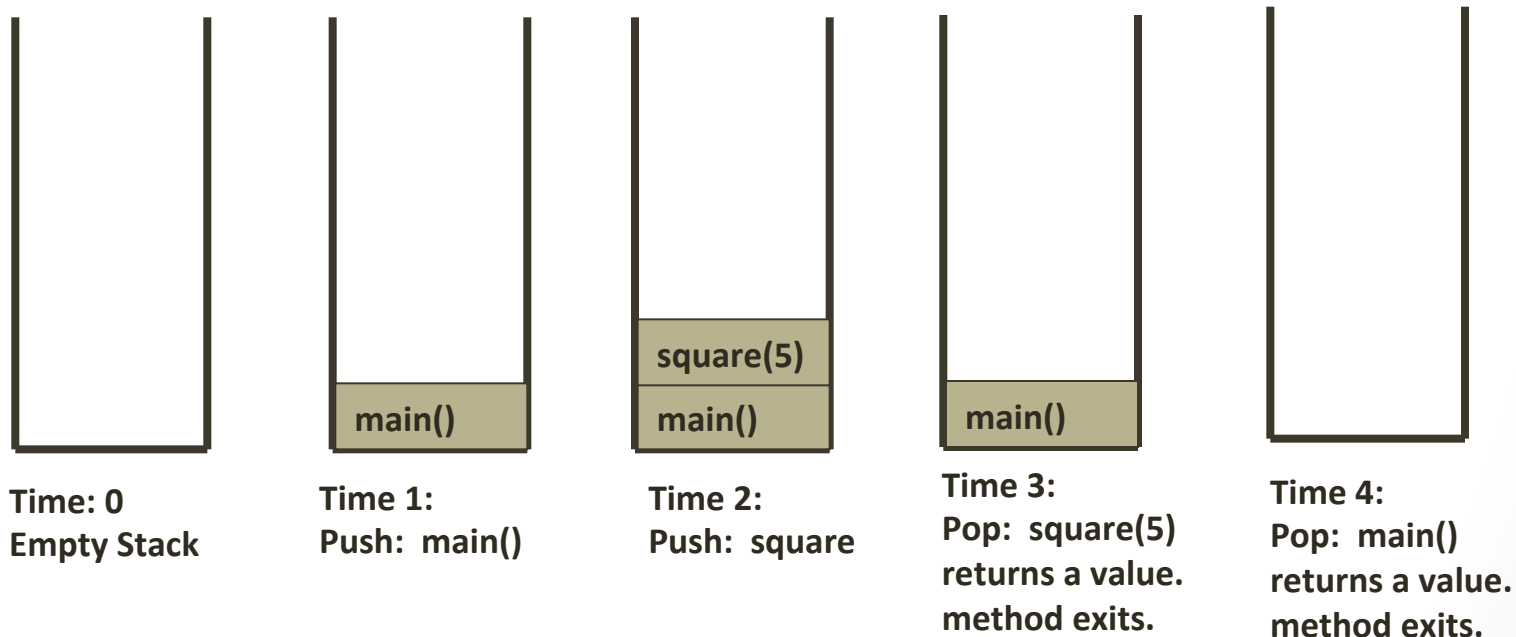 main()
square(5)
main()
main()
Time: 0
Empty Stack
Time 1:
Push: main()
Time 2:
Push: square
Time 3:
Pop: square(5)
returns a value.
method exits.
Time 4:
Pop: main()
returns a value.
method exits.